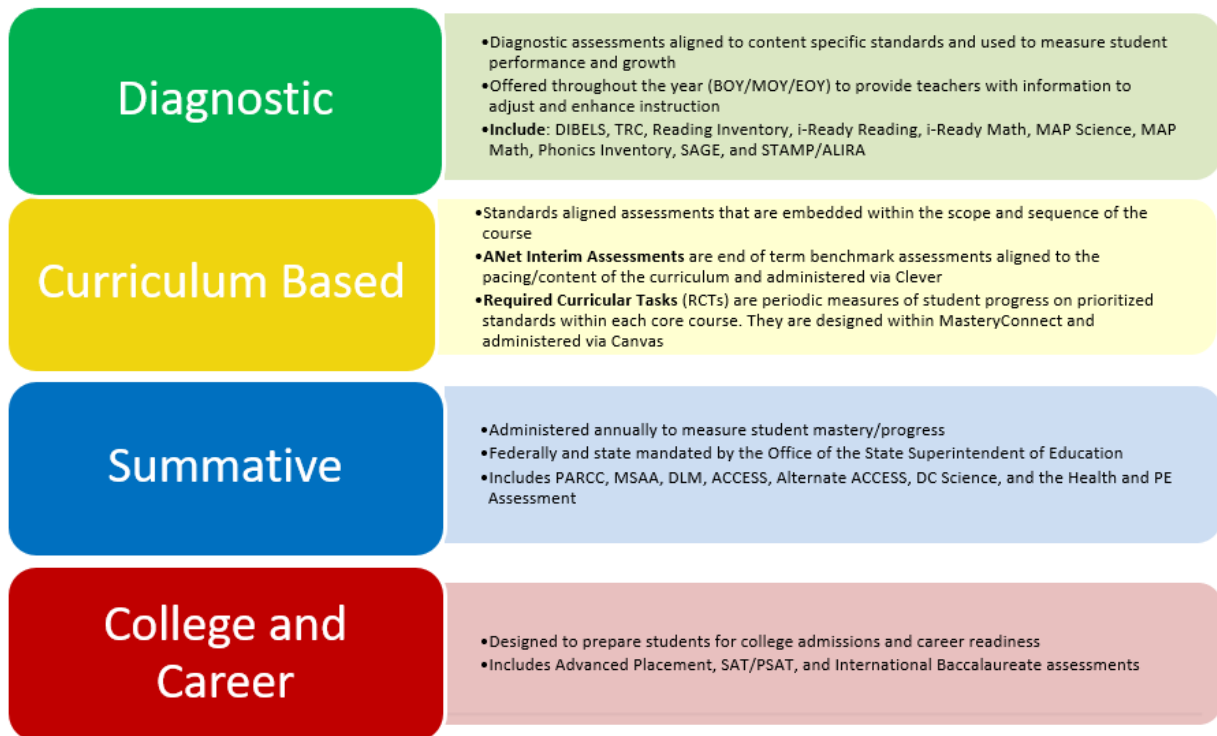 Diagnostic
•Diagnostic assessments aligned to content specific standards and used to measure student
performance and growth
•Offered throughout the year (BOY/MOY/EOY) to provide teachers with information to
adjust and enhance instruction
•Include: DIBELS, TRC, Reading Inventory, i-Ready Reading, i-Ready Math, MAP Science, MAP
Math, Phonics Inventory, SAGE, and STAMP/ALIRA
Curriculum Based
•Standards aligned assessments that are embedded within the scope and sequence of the
course
•ANet Interim Assessments are end of term benchmark assessments aligned to the
pacing/content of the curriculum and administered via Clever
•Required Curricular Tasks (RCTs) are periodic measures of student progress on prioritized
standards within each core course. They are designed within MasteryConnect and
administered via Canvas
Summative
•Administered annually to measure student mastery/progress
•Federally and state mandated by the Office of the State Superintendent of Education
•Includes PARCC, MSAA, DLM, ACCESS, Alternate ACCESS, DC Science, and the Health and PE
Assessment
College and
Career
•Designed to prepare students for college admissions and career readiness
•Includes Advanced Placement, SAT/PSAT, and International Baccalaureate assessments